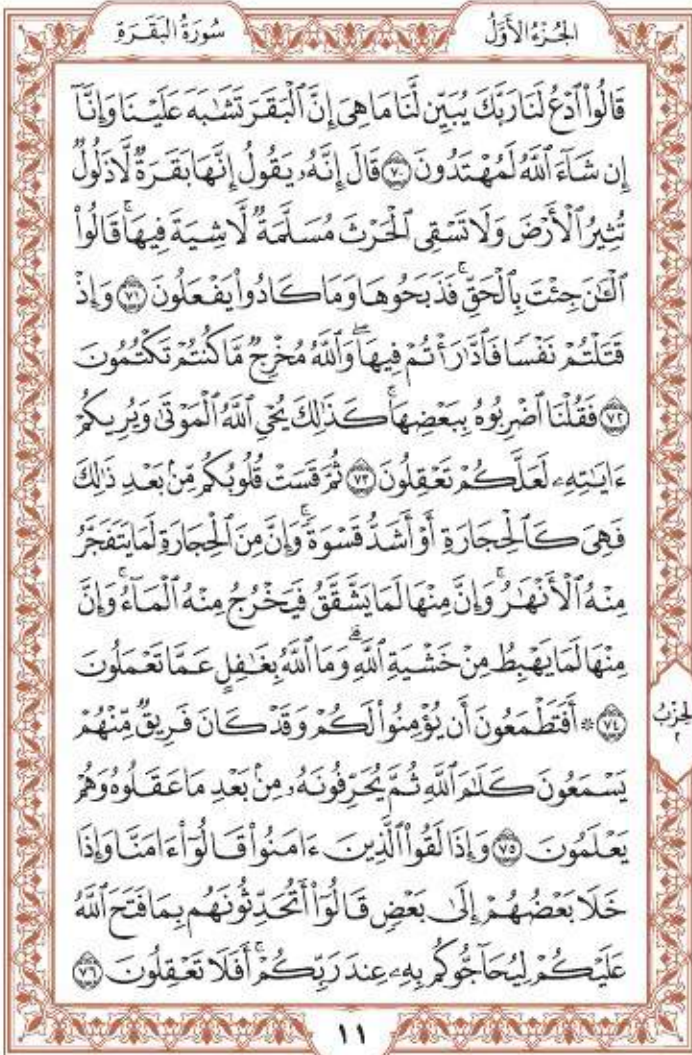 الجُزْءُ الأَوَّلُ
سُورَةُ البَقَرَةِ
قَالُوا۟ ٱدْعُ لَنَا رَبَّكَ يُبَيِّن لَّنَا مَا هِىَ إِنَّ ٱلْبَقَرَ تَشَـٰبَهَ عَلَيْنَا وَإِنَّآ
إِن شَآءَ ٱللَّهُ لَمُهْتَدُونَ ٧٠ قَالَ إِنَّهُۥ يَقُولُ إِنَّهَا بَقَرَةٌ لَّا ذَلُولٌ
تُثِيرُ ٱلْأَرْضَ وَلَا تَسْقِى ٱلْحَرْثَ مُسَلَّمَةٌ لَّا شِيَةَ فِيهَا ۚ قَالُوا۟
ٱلْـَٔـٰنَ جِئْتَ بِٱلْحَقِّ ۚ فَذَبَحُوهَا وَمَا كَادُوا۟ يَفْعَلُونَ ٧١ وَإِذْ
قَتَلْتُمْ نَفْسًا فَٱدَّٰرَْٰٔتُمْ فِيهَا ۖ وَٱللَّهُ مُخْرِجٌ مَّا كُنتُمْ تَكْتُمُونَ
٧٢ فَقُلْنَا ٱضْرِبُوهُ بِبَعْضِهَا ۚ كَذَٰلِكَ يُحْىِ ٱللَّهُ ٱلْمَوْتَىٰ وَيُرِيكُمْ
ءَايَـٰتِهِۦ لَعَلَّكُمْ تَعْقِلُونَ ٧٣ ثُمَّ قَسَتْ قُلُوبُكُم مِّنۢ بَعْدِ ذَٰلِكَ
فَهِىَ كَٱلْحِجَارَةِ أَوْ أَشَدُّ قَسْوَةً ۚ وَإِنَّ مِنَ ٱلْحِجَارَةِ لَمَا يَتَفَجَّرُ
مِنْهُ ٱلْأَنْهَـٰرُ ۚ وَإِنَّ مِنْهَا لَمَا يَشَّقَّقُ فَيَخْرُجُ مِنْهُ ٱلْمَآءُ ۚ وَإِنَّ
مِنْهَا لَمَا يَهْبِطُ مِنْ خَشْيَةِ ٱللَّهِ ۗ وَمَا ٱللَّهُ بِغَـٰفِلٍ عَمَّا تَعْمَلُونَ
٧٤ ۞ أَفَتَطْمَعُونَ أَن يُؤْمِنُوا۟ لَكُمْ وَقَدْ كَانَ فَرِيقٌ مِّنْهُمْ
الحِزْبُ
٢
يَسْمَعُونَ كَلَـٰمَ ٱللَّهِ ثُمَّ يُحَرِّفُونَهُۥ مِنۢ بَعْدِ مَا عَقَلُوهُ وَهُمْ
يَعْلَمُونَ ٧٥ وَإِذَا لَقُوا۟ ٱلَّذِينَ ءَامَنُوا۟ قَالُوٓا۟ ءَامَنَّا وَإِذَا
خَلَا بَعْضُهُمْ إِلَىٰ بَعْضٍ قَالُوٓا۟ أَتُحَدِّثُونَهُم بِمَا فَتَحَ ٱللَّهُ
عَلَيْكُمْ لِيُحَآجُّوكُم بِهِۦ عِندَ رَبِّكُمْ ۚ أَفَلَا تَعْقِلُونَ ٧٦
١١